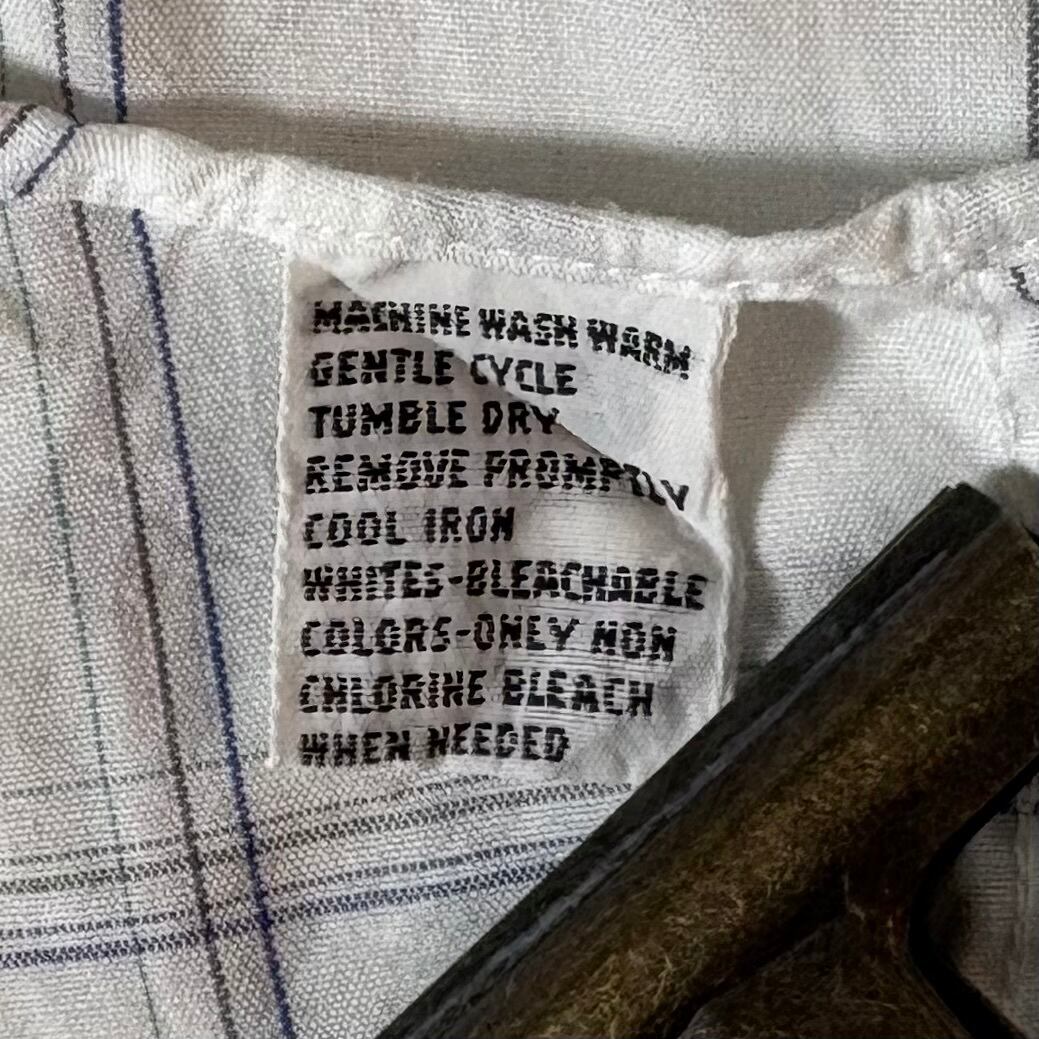 MACHINE WASH WARM
GENTLE CYCLE
TUMBLE DRY
REMOVE PROMPTLY
COOL IRON
WHITES-BLEACHABLE
COLORS-ONLY NON
CHLORINE BLEACH
WHEN NEEDED